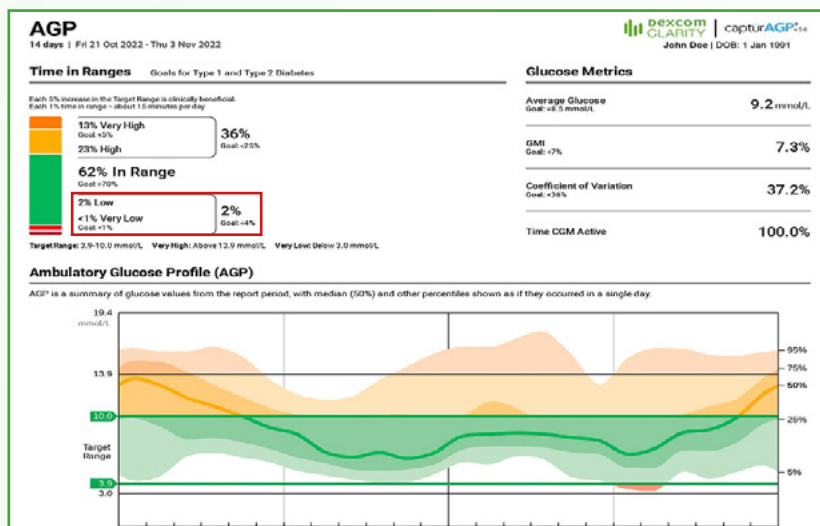 AGP
14 days | Fri 21 Oct 2022 - Thu 3 Nov 2022
Dexcom CLARITY | capturAGP® v5.0
John Doe | DOB: 1 Jan 1991
Time in Ranges Goals for Type 1 and Type 2 Diabetes
Each 5% increase in the Target Range is clinically beneficial.
Each 1% time in range = about 15 minutes per day
13% Very High
Goal: <5%
23% High
36%
Goal: <25%
62% In Range
Goal: >70%
2% Low
<1% Very Low
Goal: <1%
2%
Goal: <4%
Target Range: 3.9-10.0 mmol/L Very High: Above 13.9 mmol/L Very Low: Below 3.0 mmol/L
Glucose Metrics
Average Glucose
Goal: <8.5 mmol/L
9.2 mmol/L
GMI
Goal: <7%
7.3%
Coefficient of Variation
Goal: <36%
37.2%
Time CGM Active
100.0%
Ambulatory Glucose Profile (AGP)
AGP is a summary of glucose values from the report period, with median (50%) and other percentiles shown as if they occurred in a single day.
19.4
mmol/L
13.9
10.0
Target
Range
3.9
3.0
95%
75%
50%
25%
5%